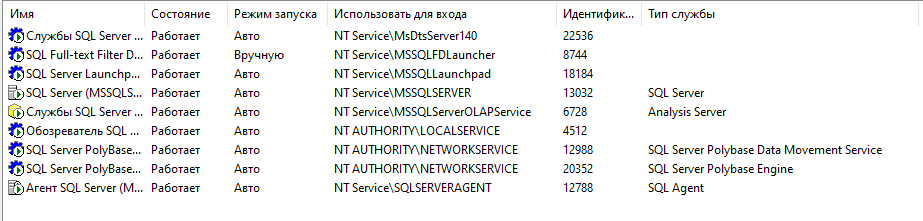 Имя Состояние Режим запуска Использовать для входа Идентифик... Тип службы
Службы SQL Server ... Работает Авто NT Service\MsDtsServer140 22536
SQL Full-text Filter D... Работает Вручную NT Service\MSSQLFDLauncher 8744
SQL Server Launchp... Работает Авто NT Service\MSSQLLaunchpad 18184
SQL Server (MSSQLS... Работает Авто NT Service\MSSQLSERVER 13032 SQL Server
Службы SQL Server ... Работает Авто NT Service\MSSQLServerOLAPService 6728 Analysis Server
Обозреватель SQL ... Работает Авто NT AUTHORITY\LOCALSERVICE 4512
SQL Server PolyBase... Работает Авто NT AUTHORITY\NETWORKSERVICE 12988 SQL Server Polybase Data Movement Service
SQL Server PolyBase... Работает Авто NT AUTHORITY\NETWORKSERVICE 20352 SQL Server Polybase Engine
Агент SQL Server (M... Работает Авто NT Service\SQLSERVERAGENT 12788 SQL Agent